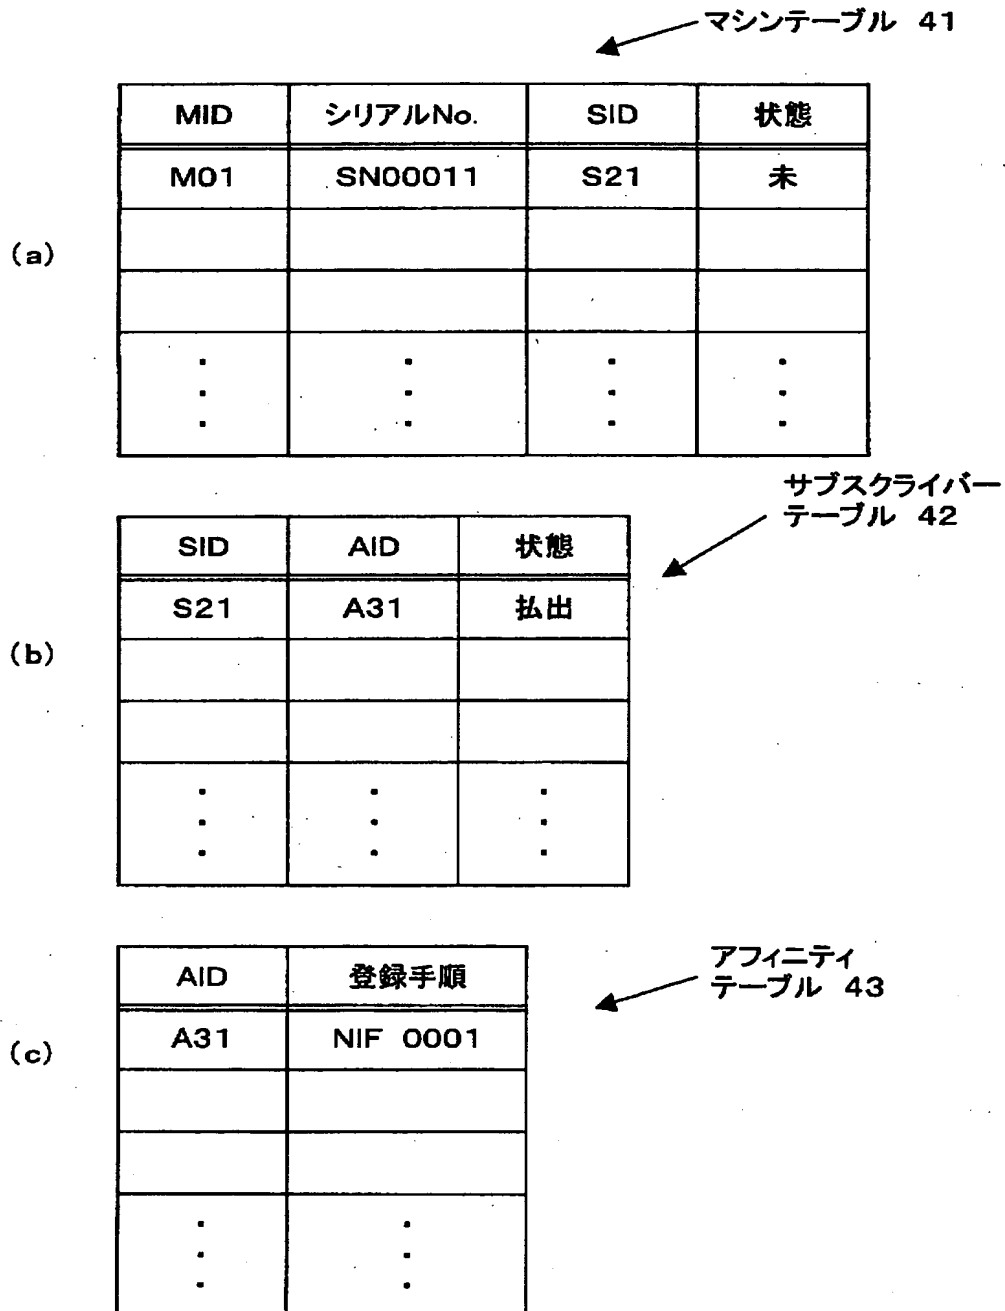 マシンテーブル 41
(a)
MID シリアルNo. SID 状態
M01 SN00011 S21 未
サブスクライバー
テーブル 42
(b)
SID AID 状態
S21 A31 払出
アフィニティ
テーブル 43
(c)
AID 登録手順
A31 NIF 0001